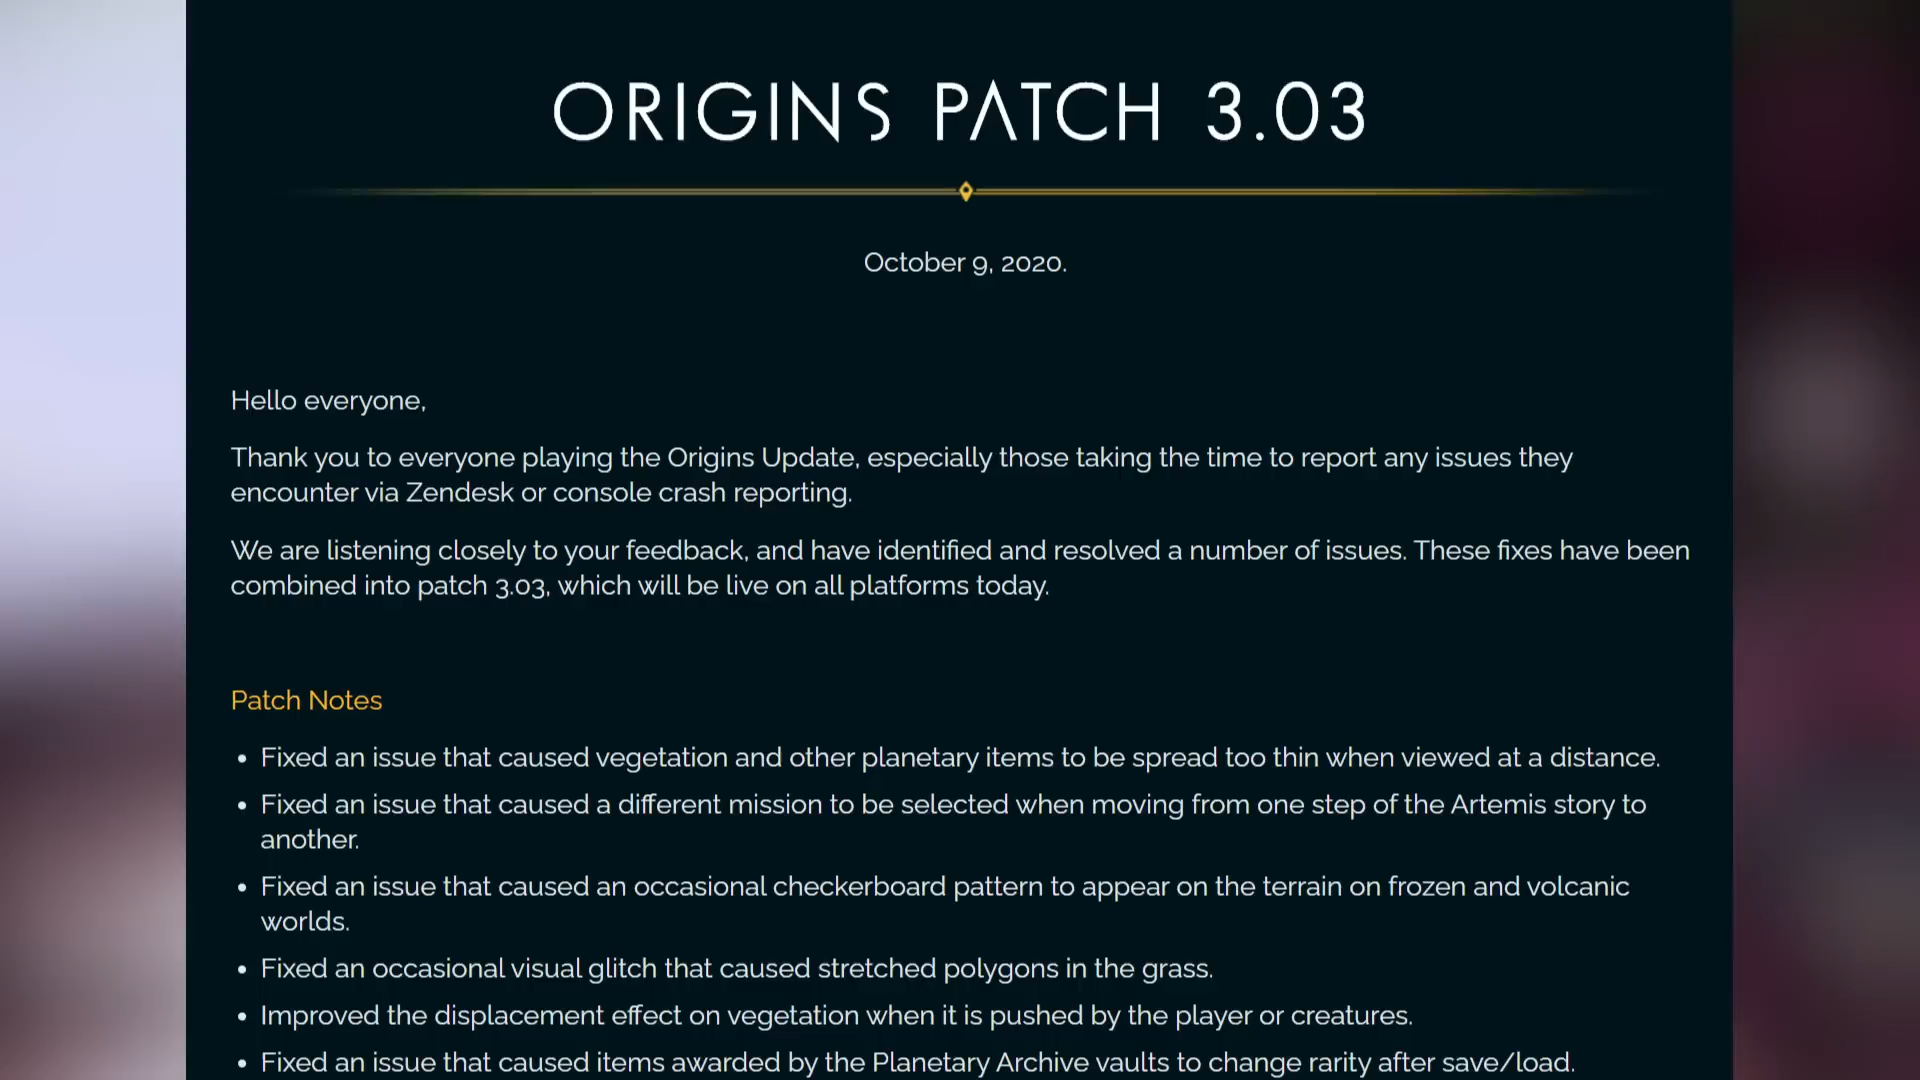 ORIGINS PATCH 3.03
October 9, 2020.
Hello everyone,
Thank you to everyone playing the Origins Update, especially those taking the time to report any issues they
encounter via Zendesk or console crash reporting.
We are listening closely to your feedback, and have identified and resolved a number of issues. These fixes have been
combined into patch 3.03, which will be live on all platforms today.
Patch Notes
• Fixed an issue that caused vegetation and other planetary items to be spread too thin when viewed at a distance.
• Fixed an issue that caused a different mission to be selected when moving from one step of the Artemis story to
another.
• Fixed an issue that caused an occasional checkerboard pattern to appear on the terrain on frozen and volcanic
worlds.
• Fixed an occasional visual glitch that caused stretched polygons in the grass.
• Improved the displacement effect on vegetation when it is pushed by the player or creatures.
• Fixed an issue that caused items awarded by the Planetary Archive vaults to change rarity after save/load.